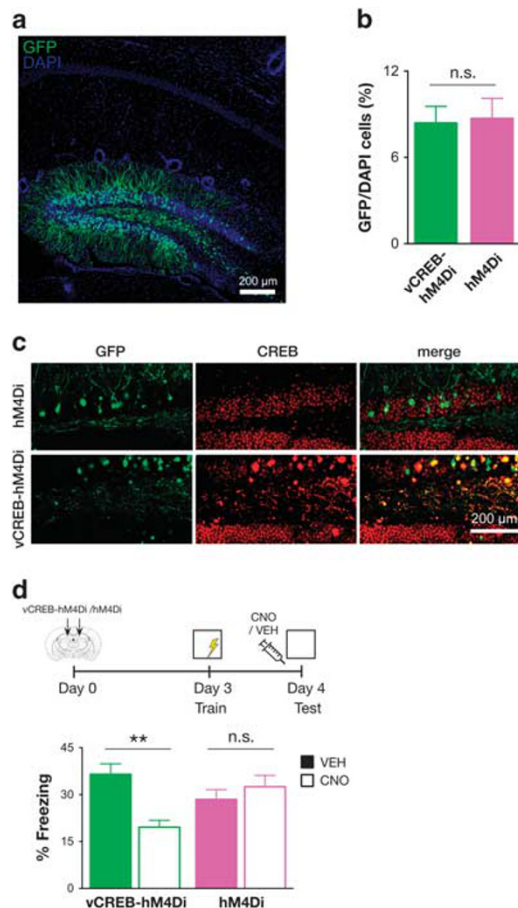 a
GFP
DAPI
200 µm
b
n.s.
GFP/DAPI cells (%)
12
8
4
0
vCREB-
hM4Di
hM4Di
c
GFP
CREB
merge
hM4Di
vCREB-hM4Di
200 µm
d
vCREB-hM4Di /hM4Di
CNO
/ VEH
Day 0
Day 3
Train
Day 4
Test
45
30
15
0
% Freezing
**
n.s.
VEH
CNO
vCREB-hM4Di
hM4Di